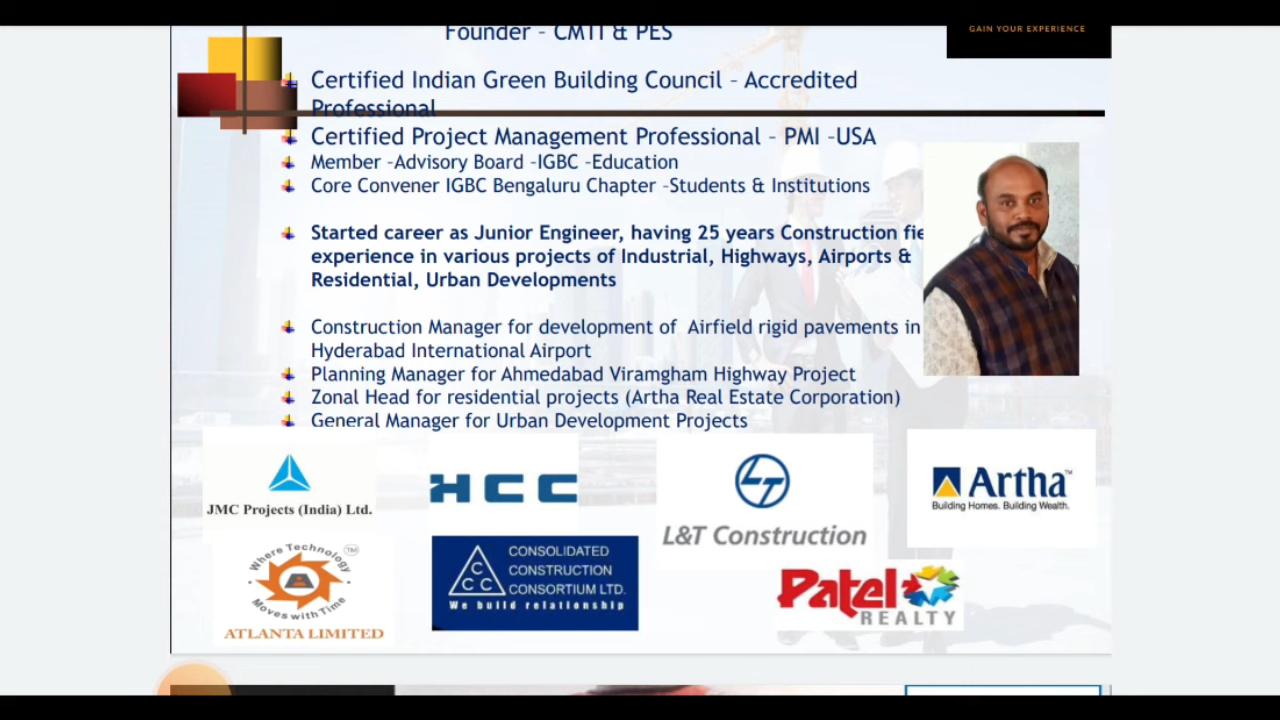 Founder – CMTI & PES
GAIN YOUR EXPERIENCE
Certified Indian Green Building Council – Accredited
Professional
Certified Project Management Professional – PMI –USA
Member –Advisory Board –IGBC –Education
Core Convener IGBC Bengaluru Chapter –Students & Institutions
Started career as Junior Engineer, having 25 years Construction fie
experience in various projects of Industrial, Highways, Airports &
Residential, Urban Developments
Construction Manager for development of Airfield rigid pavements in
Hyderabad International Airport
Planning Manager for Ahmedabad Viramgham Highway Project
Zonal Head for residential projects (Artha Real Estate Corporation)
General Manager for Urban Development Projects
JMC Projects (India) Ltd.
HCC
LT
L&T Construction
Artha™
Building Homes. Building Wealth.
Where Technology TM
Moves with Time
ATLANTA LIMITED
C C C
CONSOLIDATED
CONSTRUCTION
CONSORTIUM LTD.
We build relationship
Patel
REALTY